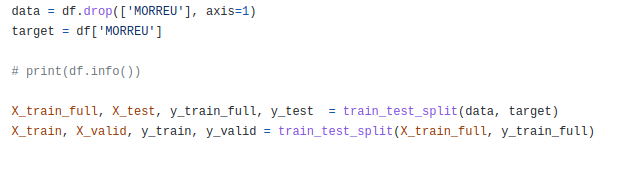 data = df.drop(['MORREU'], axis=1)
target = df['MORREU']
# print(df.info())
X_train_full, X_test, y_train_full, y_test  = train_test_split(data, target)
X_train, X_valid, y_train, y_valid = train_test_split(X_train_full, y_train_full)